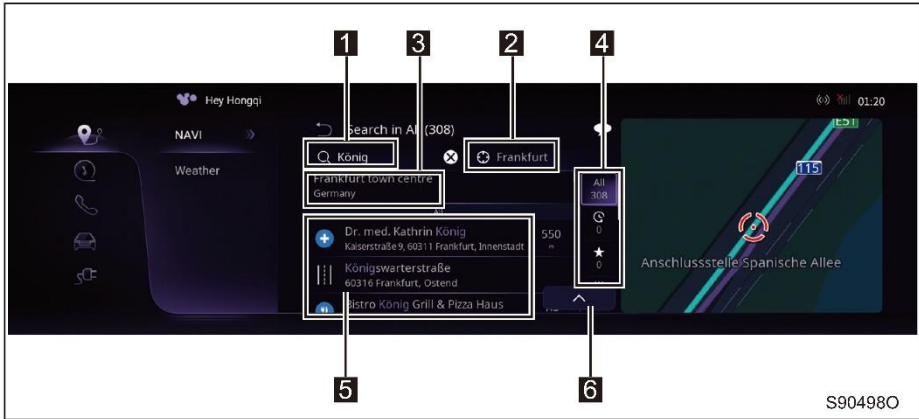 1
3
2
4
Hey Hongqi
01:20
NAVI
Search in All (308)
E51
König
Frankfurt
115
Weather
Frankfurt town centre
Germany
All
308
Dr. med. Kathrin König
550
0
Kaiserstraße 9, 60311 Frankfurt, Innenstadt
m
Königswarterstraße
60316 Frankfurt, Ostend
0
Anschlussstelle Spanische Allee
Bistro König Grill & Pizza Haus
5
6
S90498O